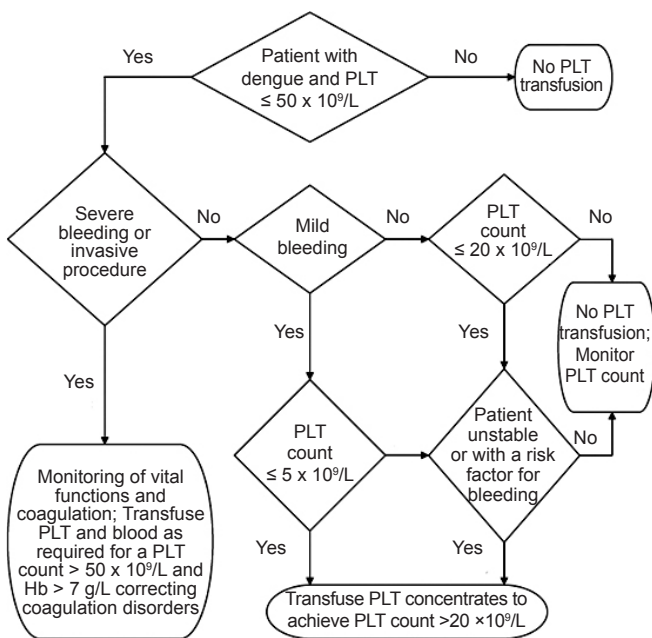 Yes
Patient with
dengue and PLT
≤ 50 x 10⁹/L
No
No PLT
transfusion
Severe
bleeding or
invasive
procedure
No
Mild
bleeding
No
PLT
count
≤ 20 x 10⁹/L
No
No PLT
transfusion;
Monitor
PLT count
Yes
Yes
Yes
PLT
count
≤ 5 x 10⁹/L
Patient
unstable
or with a risk
factor for
bleeding
No
Monitoring of vital
functions and
coagulation; Transfuse
PLT and blood as
required for a PLT
count > 50 x 10⁹/L and
Hb > 7 g/L correcting
coagulation disorders
Yes
Yes
Transfuse PLT concentrates to
achieve PLT count >20 ×10⁹/L